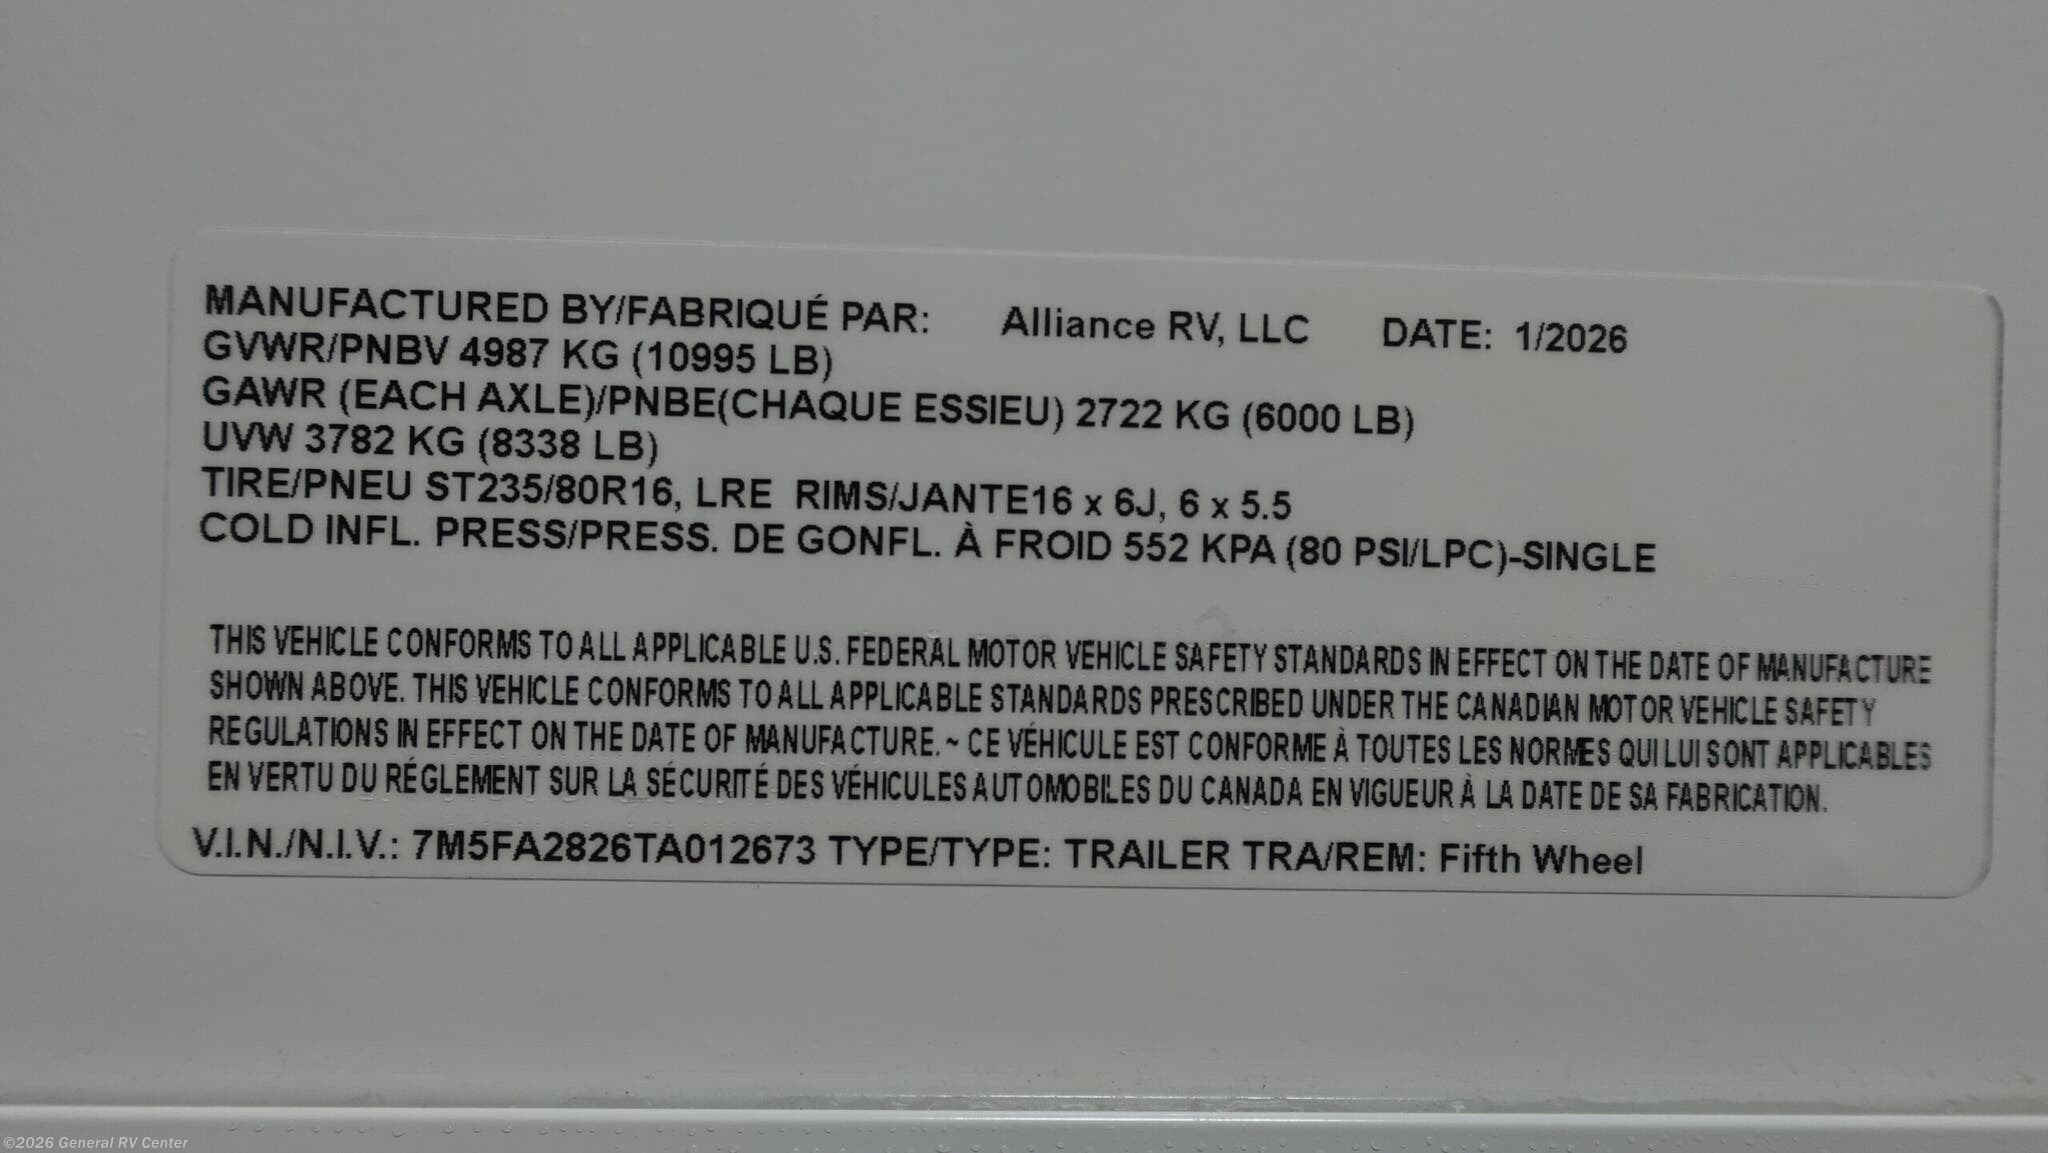 MANUFACTURED BY/FABRIQUÉ PAR: Alliance RV, LLC DATE: 1/2026
GVWR/PNBV 4987 KG (10995 LB)
GAWR (EACH AXLE)/PNBE(CHAQUE ESSIEU) 2722 KG (6000 LB)
UVW 3782 KG (8338 LB)
TIRE/PNEU ST235/80R16, LRE RIMS/JANTE16 x 6J, 6 x 5.5
COLD INFL. PRESS/PRESS. DE GONFL. À FROID 552 KPA (80 PSI/LPC)-SINGLE
THIS VEHICLE CONFORMS TO ALL APPLICABLE U.S. FEDERAL MOTOR VEHICLE SAFETY STANDARDS IN EFFECT ON THE DATE OF MANUFACTURE
SHOWN ABOVE. THIS VEHICLE CONFORMS TO ALL APPLICABLE STANDARDS PRESCRIBED UNDER THE CANADIAN MOTOR VEHICLE SAFETY
REGULATIONS IN EFFECT ON THE DATE OF MANUFACTURE. ~ CE VÉHICULE EST CONFORME À TOUTES LES NORMES QUI LUI SONT APPLICABLES
EN VERTU DU RÉGLEMENT SUR LA SÉCURITÉ DES VÉHICULES AUTOMOBILES DU CANADA EN VIGUEUR À LA DATE DE SA FABRICATION.
V.I.N./N.I.V.: 7M5FA2826TA012673 TYPE/TYPE: TRAILER TRA/REM: Fifth Wheel
©2026 General RV Center